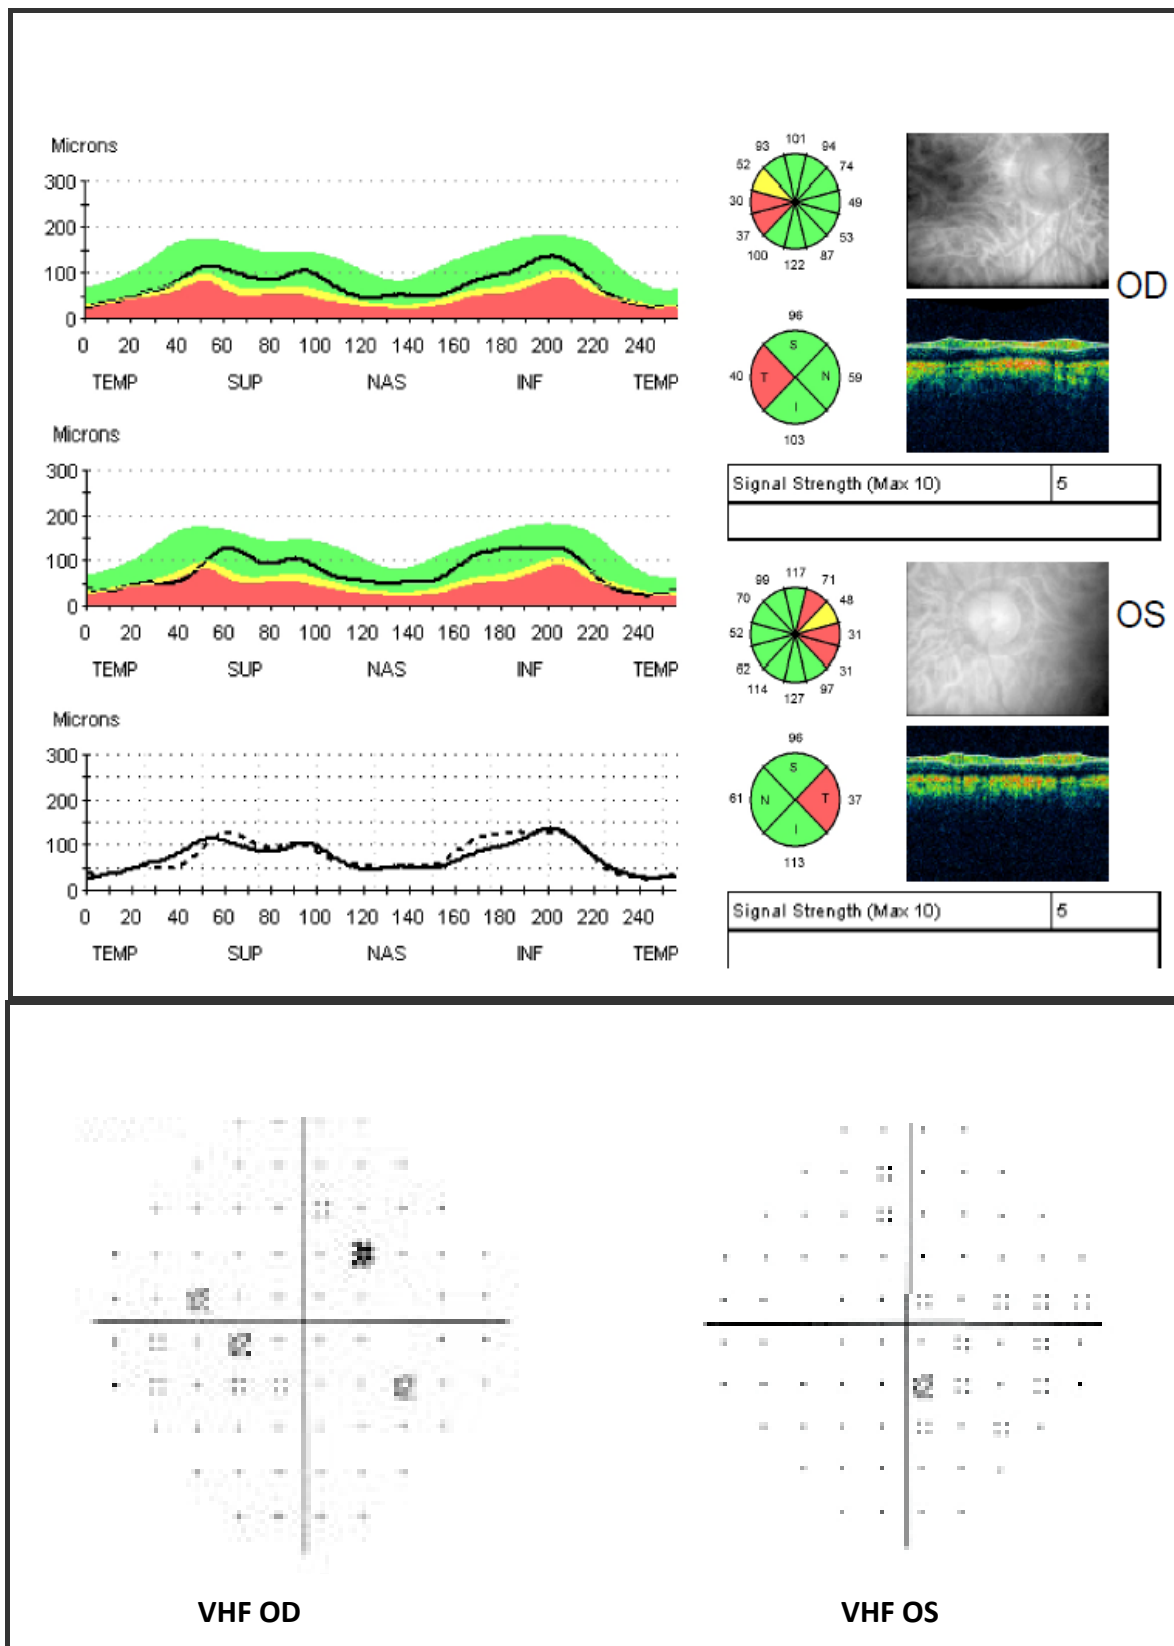 Microns
300
200
100
0
0 20 40 60 80 100 120 140 160 180 200 220 240
TEMP SUP NAS INF TEMP
101
93 94
52 74
30 49
37 53
100 87
122
96
S
40 T N 59
I
103
OD
Signal Strength (Max 10) 5
Microns
300
200
100
0
0 20 40 60 80 100 120 140 160 180 200 220 240
TEMP SUP NAS INF TEMP
117
99 71
70 48
52 31
62 31
114 97
127
OS
Microns
300
200
100
0
0 20 40 60 80 100 120 140 160 180 200 220 240
TEMP SUP NAS INF TEMP
96
S
61 N T 37
I
113
Signal Strength (Max 10) 5
VHF OD VHF OS